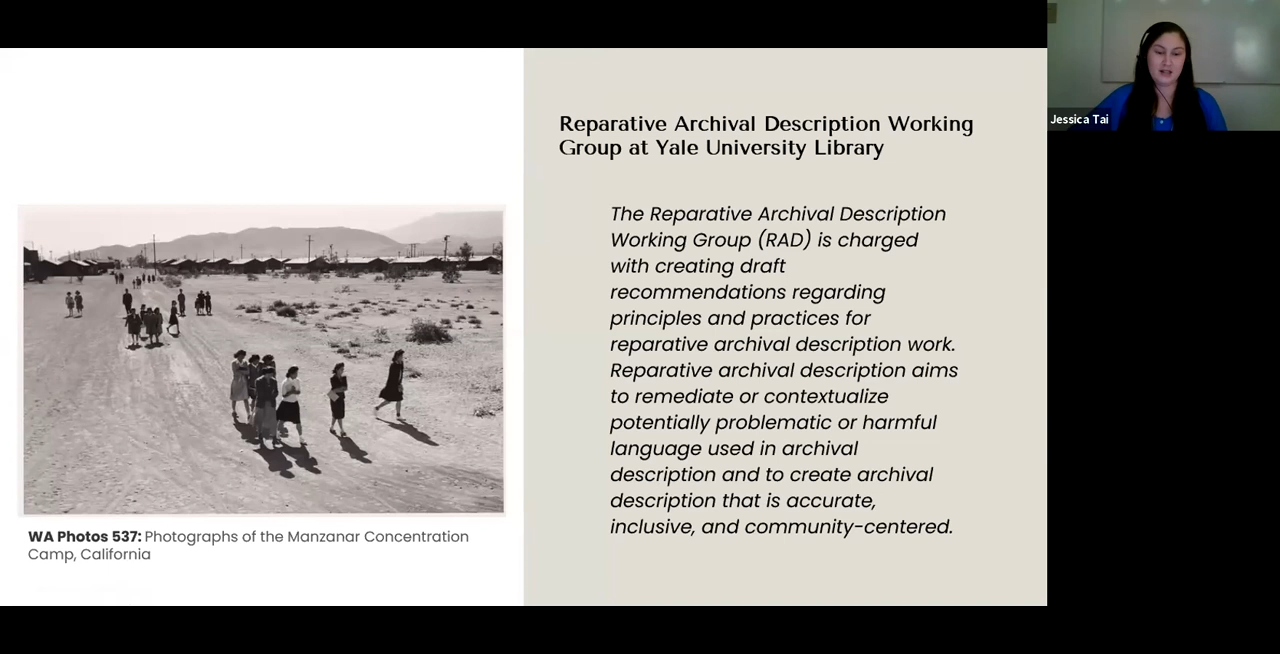 Reparative Archival Description Working
Group at Yale University Library
The Reparative Archival Description
Working Group (RAD) is charged
with creating draft
recommendations regarding
principles and practices for
reparative archival description work.
Reparative archival description aims
to remediate or contextualize
potentially problematic or harmful
language used in archival
description and to create archival
description that is accurate,
inclusive, and community-centered.
WA Photos 537: Photographs of the Manzanar Concentration
Camp, California
Jessica Tai